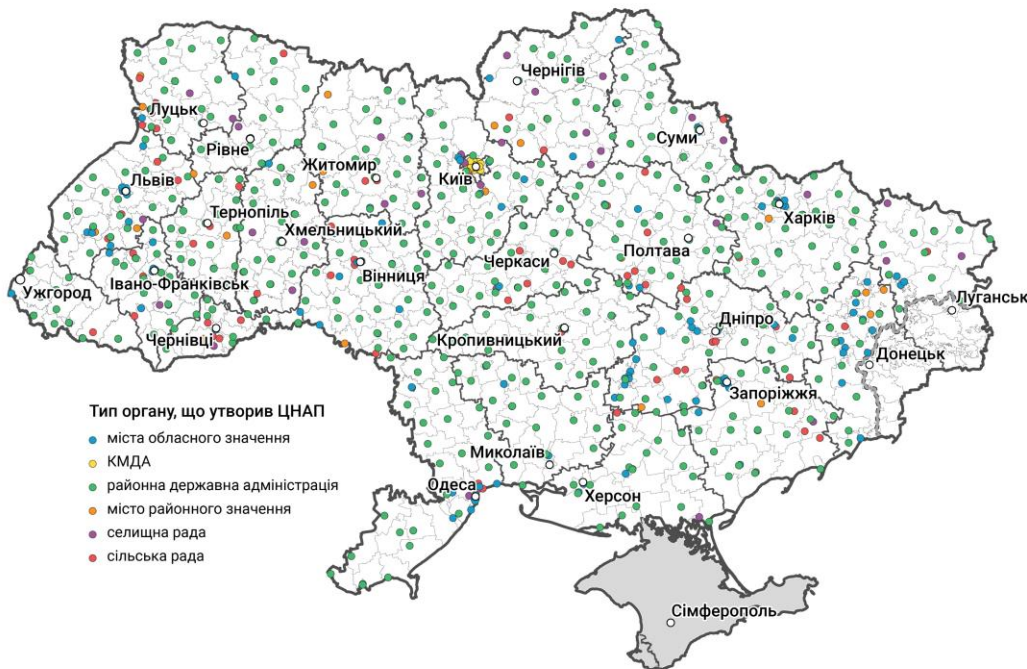 Чернігів
Луцьк
Суми
Рівне
Житомир
Київ
Львів
Харків
Тернопіль
Хмельницький
Полтава
Черкаси
Вінниця
Івано-Франківськ
Ужгород
Луганськ
Дніпро
Чернівці
Кропивницький
Донецьк
Запоріжжя
Тип органу, що утворив ЦНАП
міста обласного значення
КМДА
районна державна адміністрація
місто районного значення
селищна рада
сільська рада
Миколаїв
Одеса
Херсон
Сімферополь